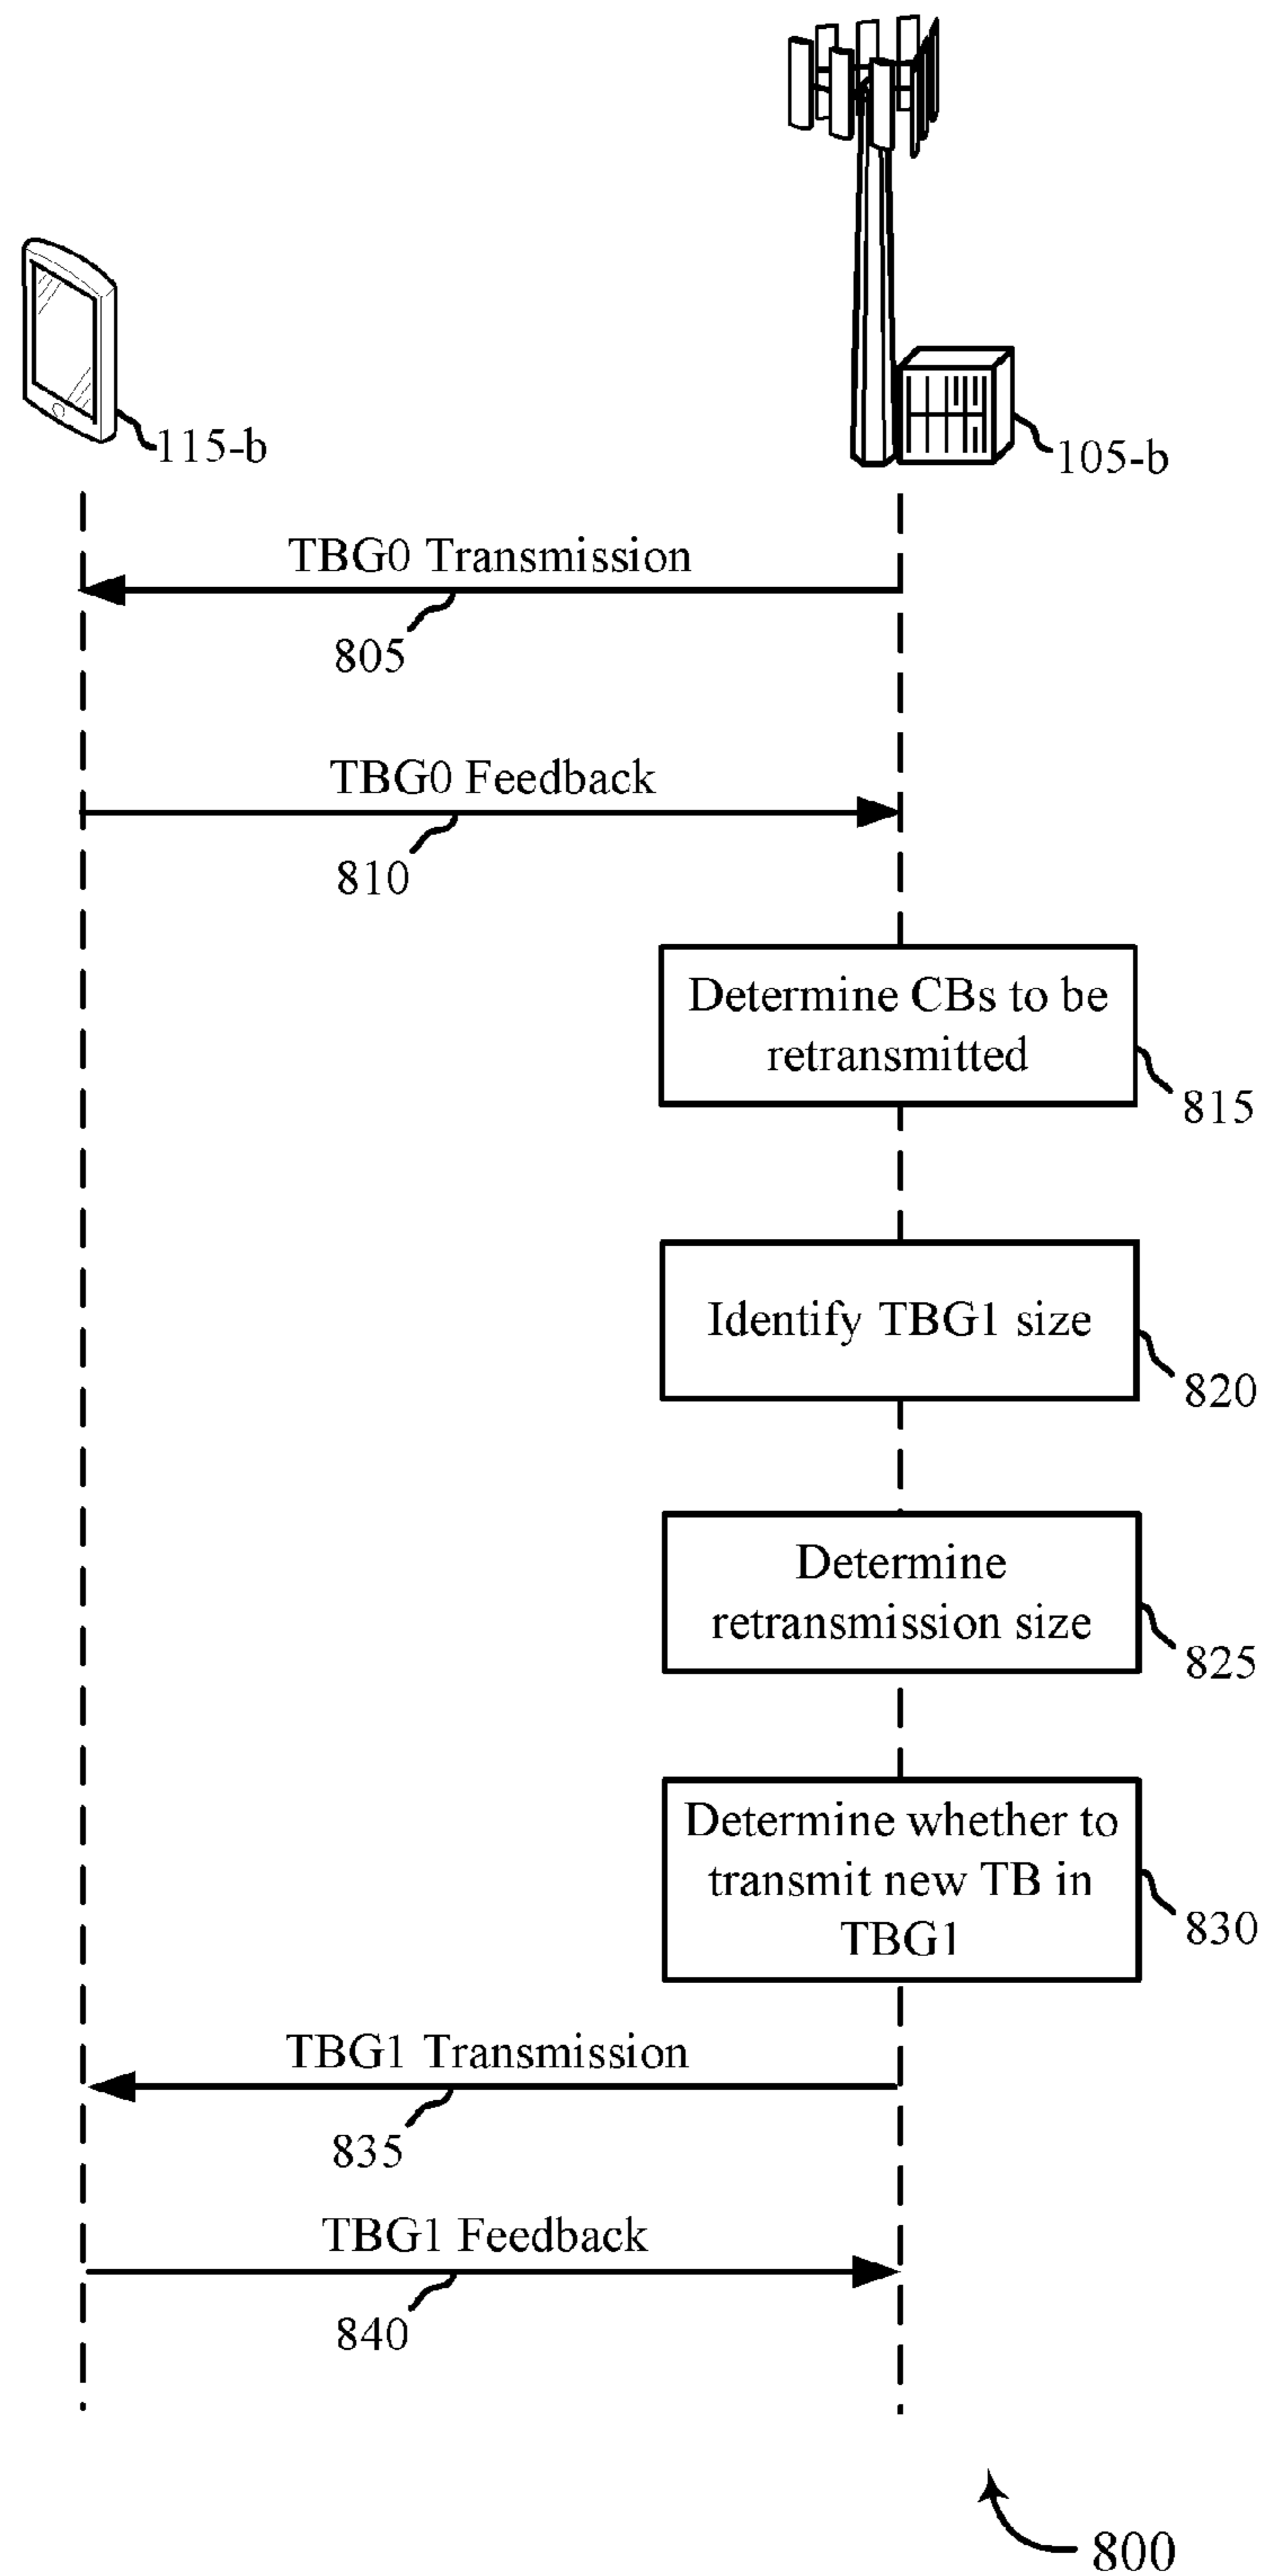 115-b
105-b
TBG0 Transmission
805
TBG0 Feedback
810
Determine CBs to be
retransmitted
815
Identify TBG1 size
820
Determine
retransmission size
825
Determine whether to
transmit new TB in
TBG1
830
TBG1 Transmission
835
TBG1 Feedback
840
800